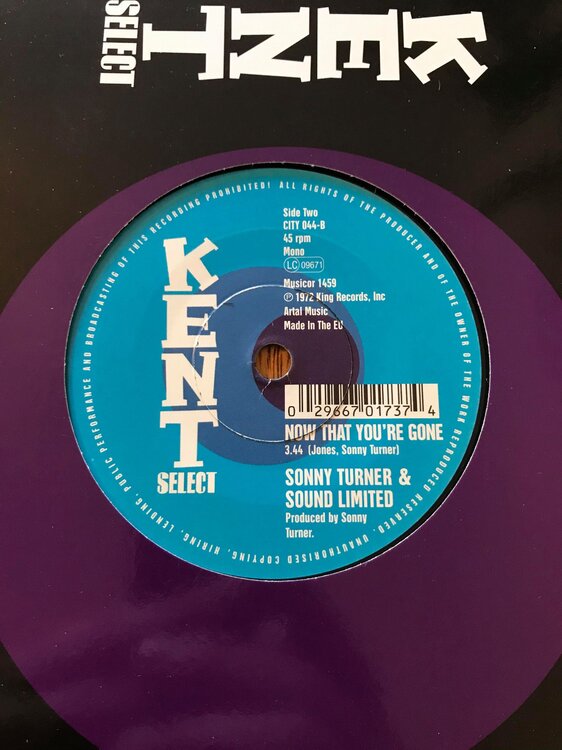 KENT
SELECT
ALL RIGHTS OF THE PRODUCER AND OF THE OWNER OF THE WORK REPRODUCED RESERVED. UNAUTHORISED COPYING, HIRING, LENDING, PUBLIC PERFORMANCE AND BROADCASTING OF THIS RECORDING PROHIBITED!
KENT
SELECT
Side Two
CITY 044-B
45 rpm
Mono
LC 09671
Musicor 1459
℗ 1972 King Records, Inc
Artal Music
Made In The EU
0 29667 01737 4
NOW THAT YOU'RE GONE
3.44 (Jones, Sonny Turner)
SONNY TURNER &
SOUND LIMITED
Produced by Sonny
Turner.